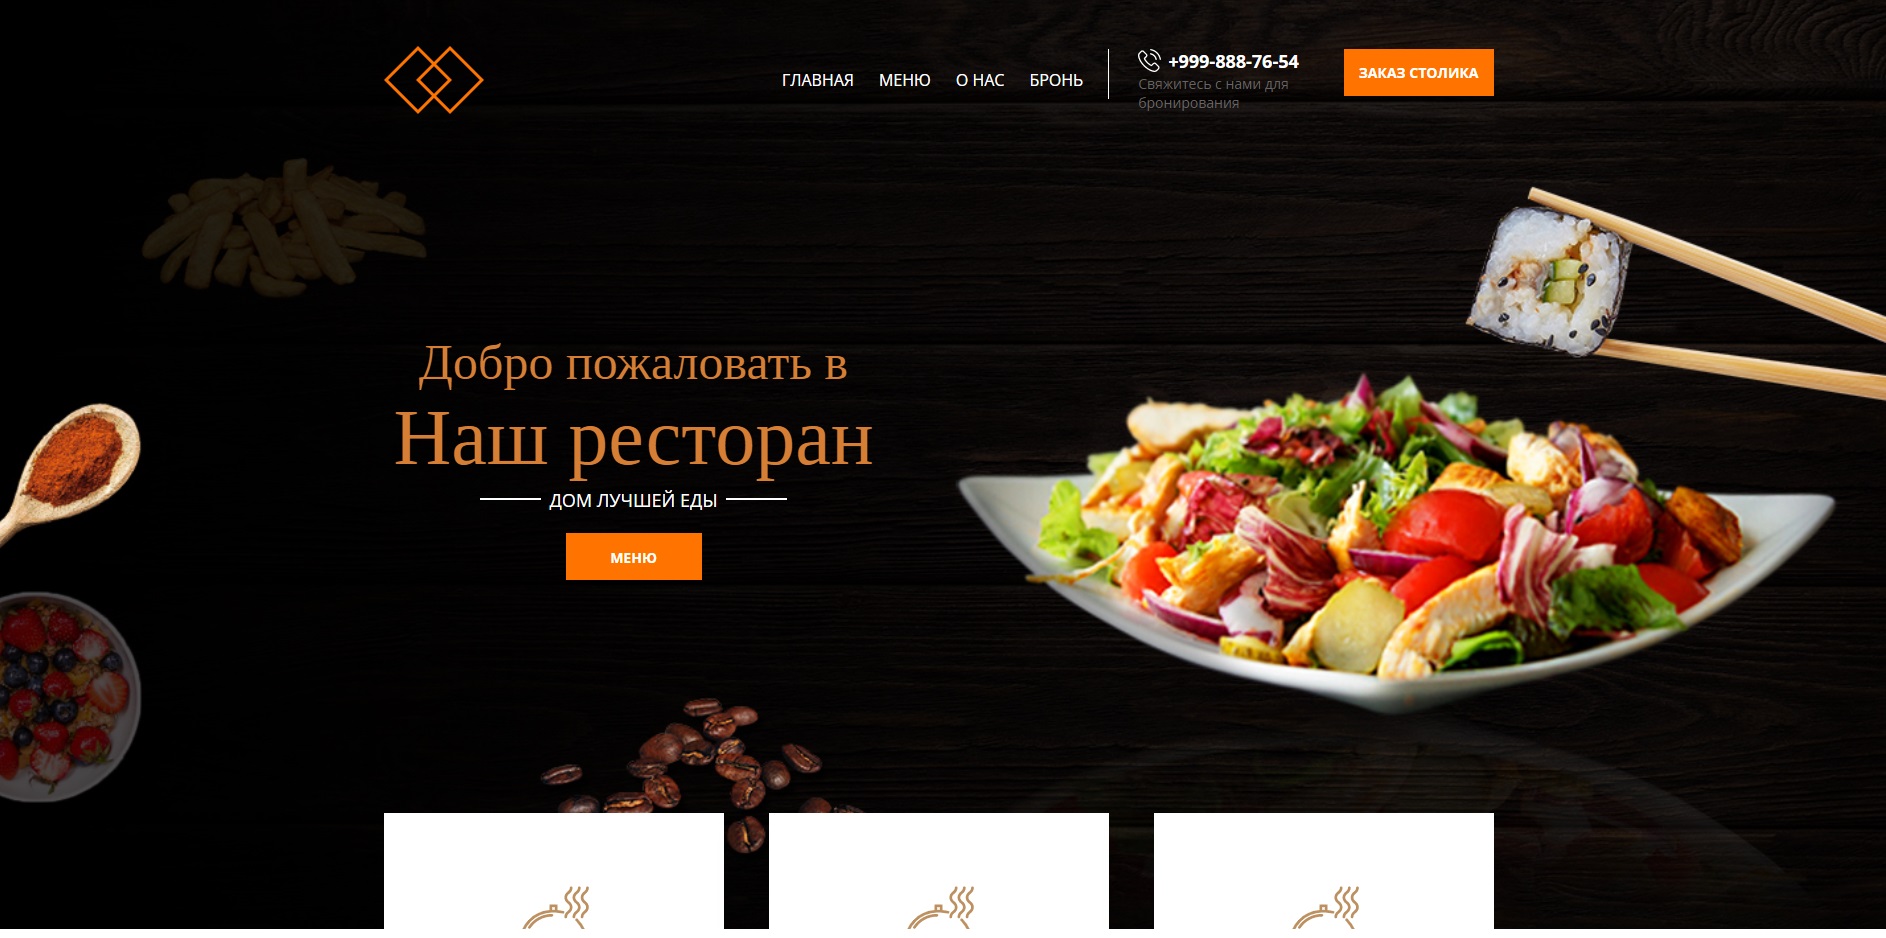 ГЛАВНАЯ МЕНЮ О НАС БРОНЬ
+999-888-76-54
Свяжитесь с нами для
бронирования
ЗАКАЗ СТОЛИКА
Добро пожаловать в
Наш ресторан
ДОМ ЛУЧШЕЙ ЕДЫ
МЕНЮ